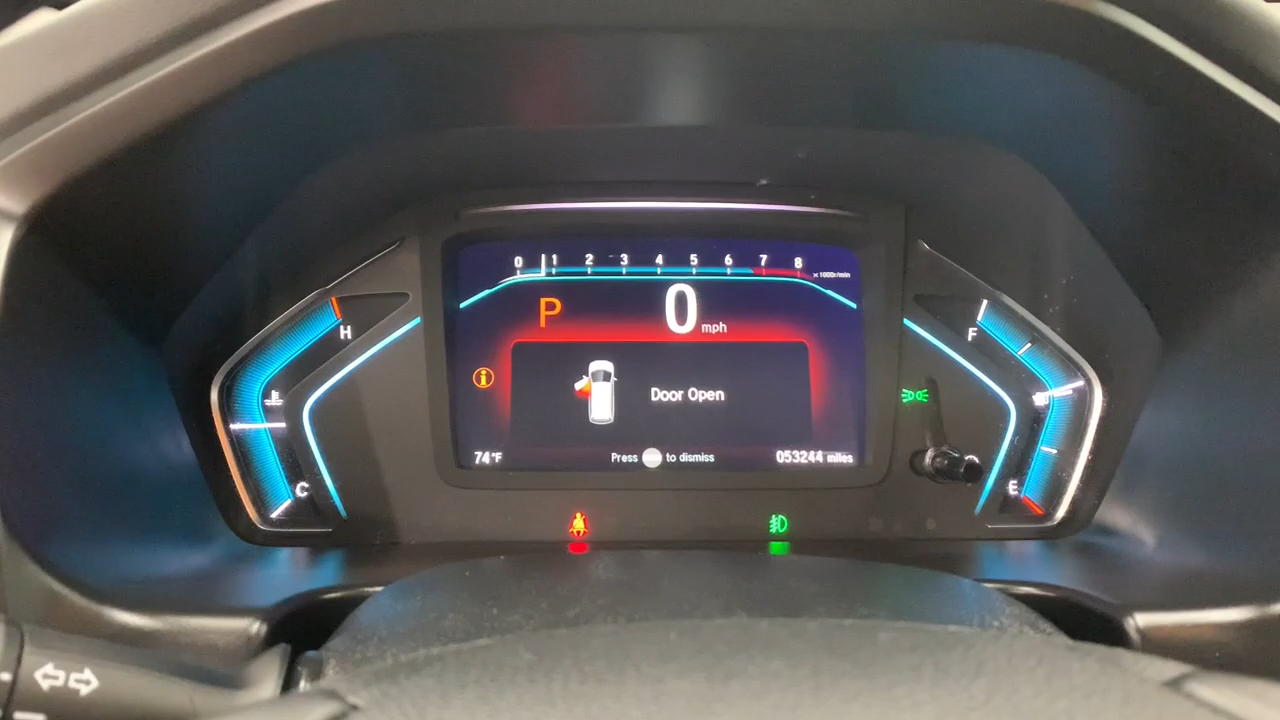 0 1 2 3 4 5 6 7 8
×1000r/min
P
0 mph
H
F
Door Open
C
E
74°F
Press to dismiss
053244 miles